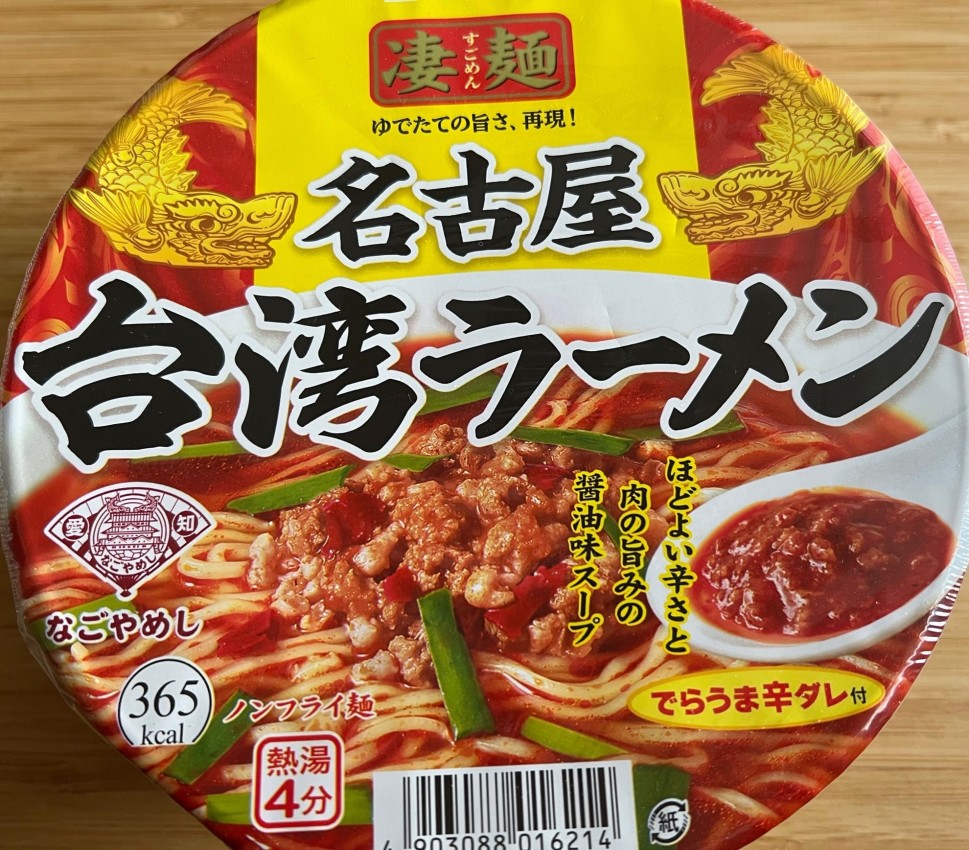 凄麺
すごめん
ゆでたての旨さ、再現!
名古屋
台湾ラーメン
ほどよい辛さと
肉の旨みの
醤油味スープ
愛知
なごやめし
なごやめし
でらうま辛ダレ付
365
kcal
ノンフライ麺
熱湯
4分
紙
4 903088 016214